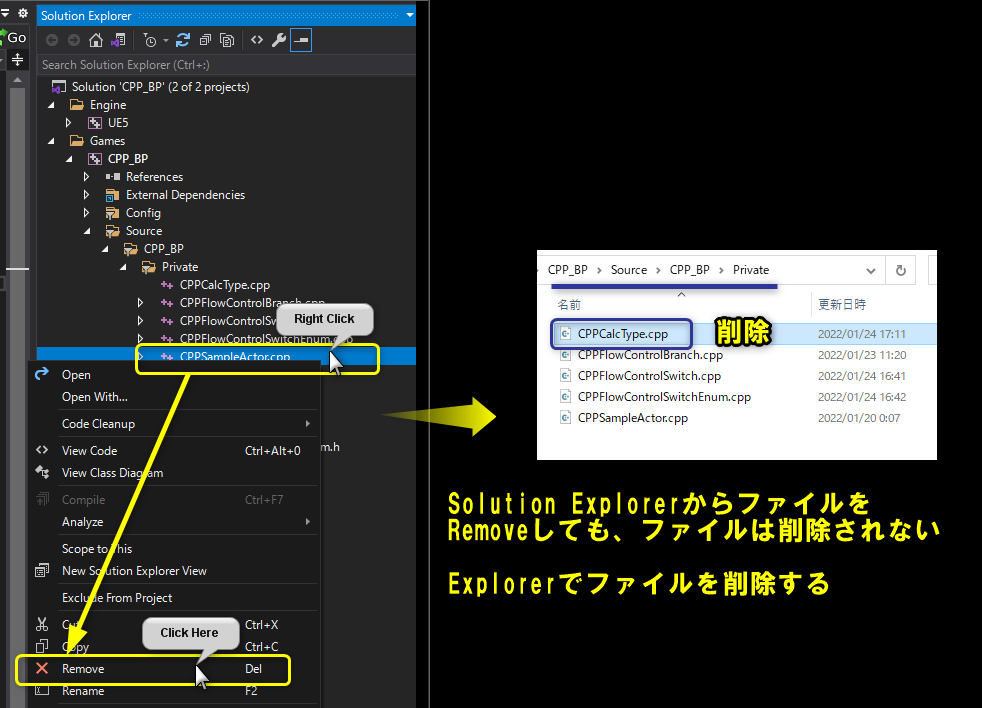 Go
Solution Explorer
Search Solution Explorer (Ctrl+:)
Solution 'CPP_BP' (2 of 2 projects)
Engine
UE5
Games
CPP_BP
References
External Dependencies
Config
Source
CPP_BP
Private
CPPCalcType.cpp
CPPFlowControlBranch.cpp
CPPFlowControlSw
CPPFlowControlSwitchEnum.cpp
CPPSampleActor.cpp
Right Click
Open
Open With...
Code Cleanup
m.h
View Code Ctrl+Alt+0
View Class Diagram
Compile Ctrl+F7
Analyze
Scope to This
New Solution Explorer View
Exclude From Project
Cut Ctrl+X
Click Here
Copy Ctrl+C
Remove Del
Rename F2
CPP_BP > Source > CPP_BP > Private
名前 更新日時
CPPCalcType.cpp 削除 2022/01/24 17:11
CPPFlowControlBranch.cpp 2022/01/23 11:20
CPPFlowControlSwitch.cpp 2022/01/24 16:41
CPPFlowControlSwitchEnum.cpp 2022/01/24 16:42
CPPSampleActor.cpp 2022/01/20 0:07
Solution Explorerからファイルを
Removeしても、ファイルは削除されない
Explorerでファイルを削除する